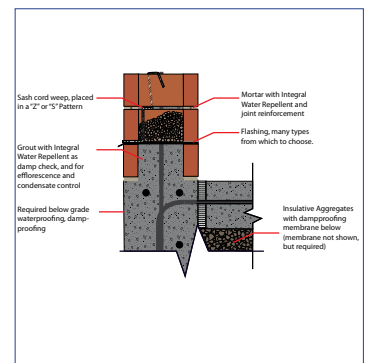 Sash cord weep, placed
in a "Z" or "S" Pattern
Grout with Integral
Water Repellent as
damp check, and for
efflorescence and
condensate control
Required below grade
waterproofing, damp-
proofing
Mortar with Integral
Water Repellent and
joint reinforcement
Flashing, many types
from which to choose.
Insulative Aggregates
with dampproofing
membrane below
(membrane not shown,
but required)